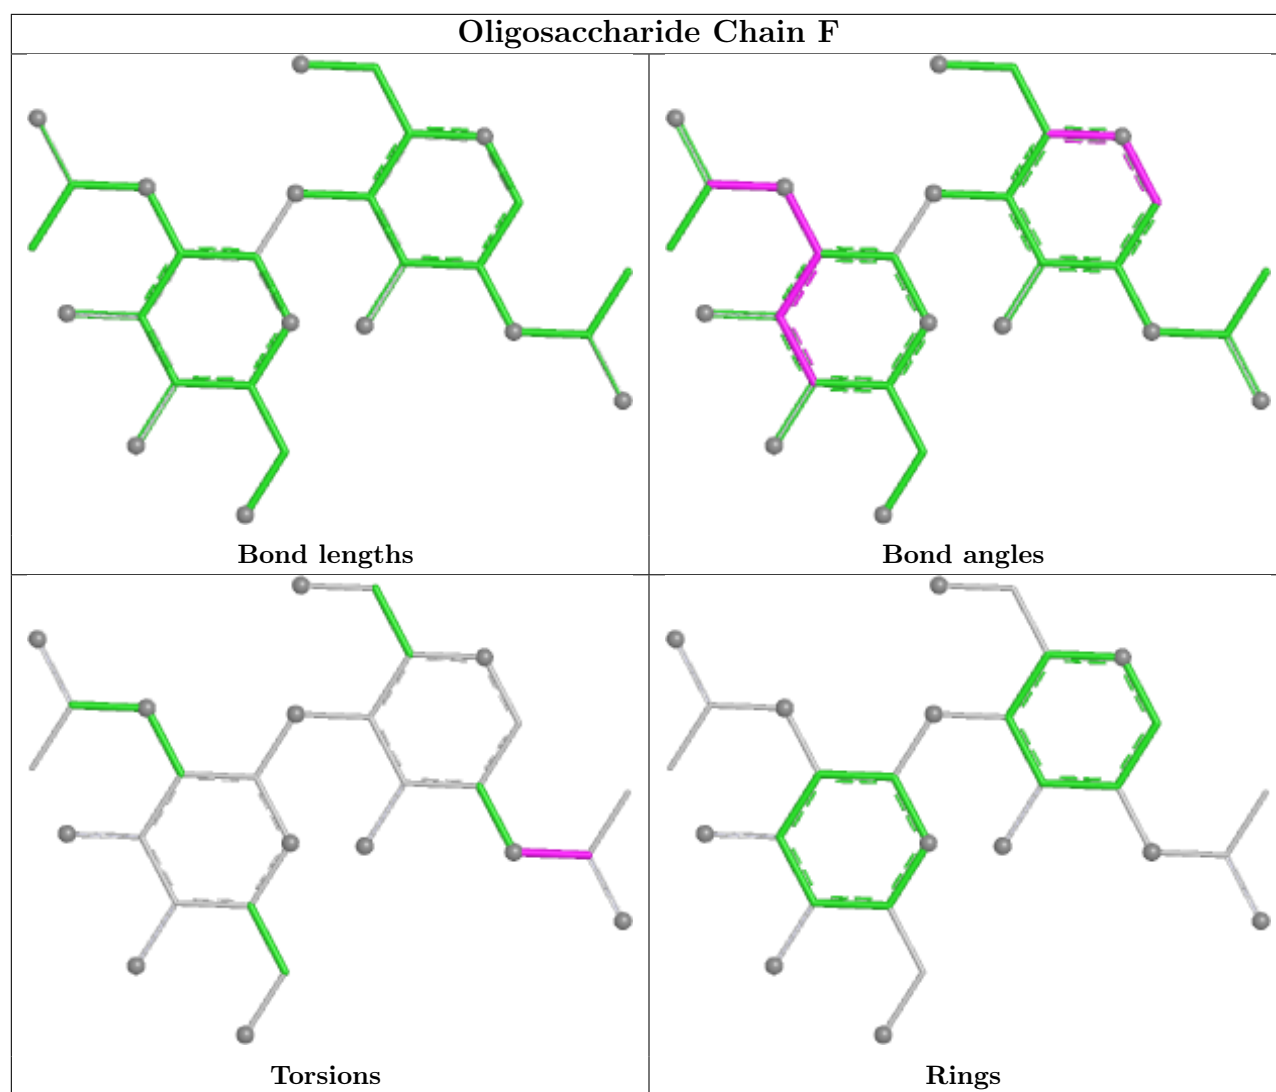 Oligosaccharide Chain F
Bond lengths
Bond angles
Torsions
Rings